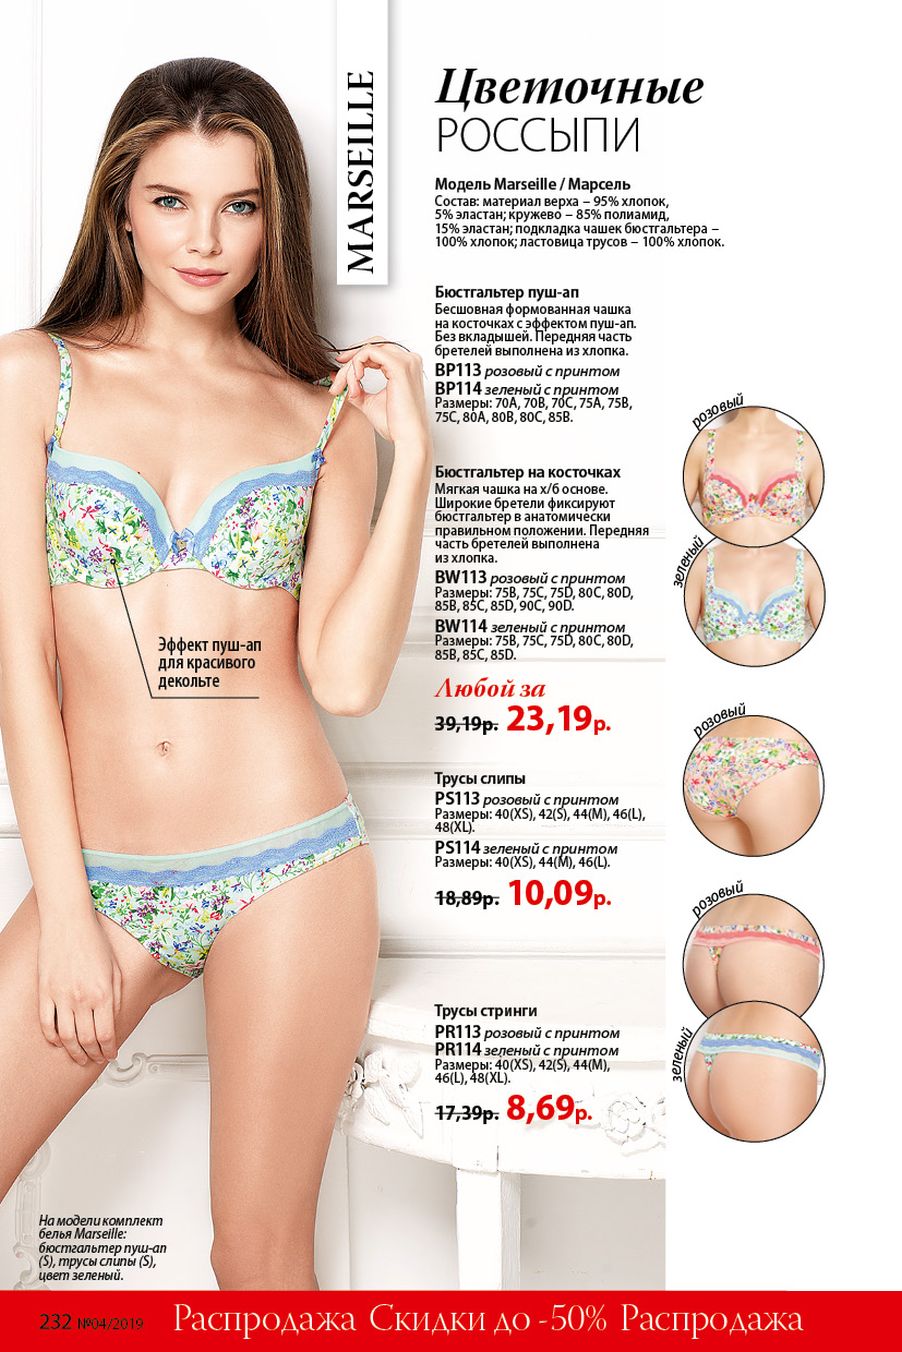 MARSEILLE
Цветочные
РОССЫПИ
Модель Marseille / Марсель
Состав: материал верха – 95% хлопок,
5% эластан; кружево – 85% полиамид,
15% эластан; подкладка чашек бюстгальтера –
100% хлопок; ластовица трусов – 100% хлопок.
Бюстгальтер пуш-ап
Бесшовная формованная чашка
на косточках с эффектом пуш-ап.
Без вкладышей. Передняя часть
бретелей выполнена из хлопка.
BP113 розовый с принтом
BP114 зеленый с принтом
Размеры: 70A, 70B, 70C, 75A, 75B,
75C, 80A, 80B, 80C, 85B.
розовый
зеленый
Бюстгальтер на косточках
Мягкая чашка на х/б основе.
Широкие бретели фиксируют
бюстгальтер в анатомически
правильном положении. Передняя
часть бретелей выполнена
из хлопка.
BW113 розовый с принтом
Размеры: 75B, 75C, 75D, 80C, 80D,
85B, 85C, 85D, 90C, 90D.
BW114 зеленый с принтом
Размеры: 75B, 75C, 75D, 80C, 80D,
85B, 85C, 85D.
Эффект пуш-ап
для красивого
декольте
Любой за
39,19р. 23,19р.
Трусы слипы
PS113 розовый с принтом
Размеры: 40(XS), 42(S), 44(M), 46(L),
48(XL).
PS114 зеленый с принтом
Размеры: 40(XS), 44(M), 46(L).
18,89р. 10,09р.
розовый
розовый
зеленый
Трусы стринги
PR113 розовый с принтом
PR114 зеленый с принтом
Размеры: 40(XS), 42(S), 44(M),
46(L), 48(XL).
17,39р. 8,69р.
На модели комплект
белья Marseille:
бюстгальтер пуш-ап
(S), трусы слипы (S),
цвет зеленый.
232 №04/2019 Распродажа Скидки до -50% Распродажа